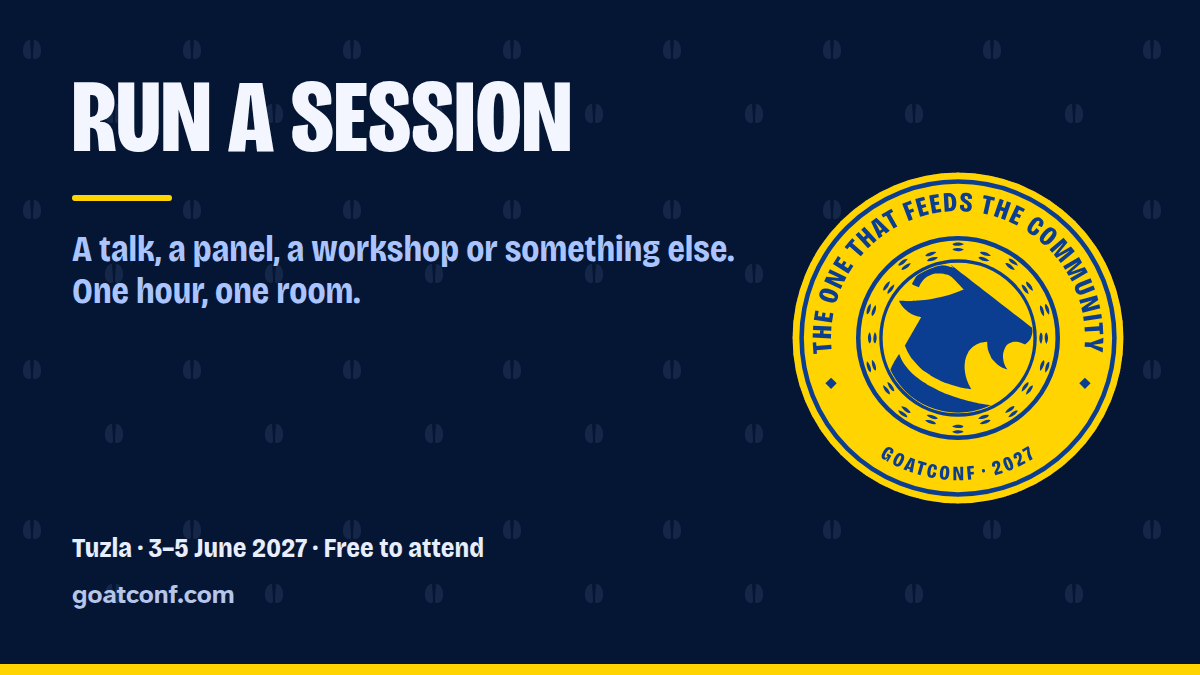 RUN A SESSION
A talk, a panel, a workshop or something else.
One hour, one room.
THE ONE THAT FEEDS THE COMMUNITY
GOATCONF · 2027
Tuzla · 3–5 June 2027 · Free to attend
goatconf.com